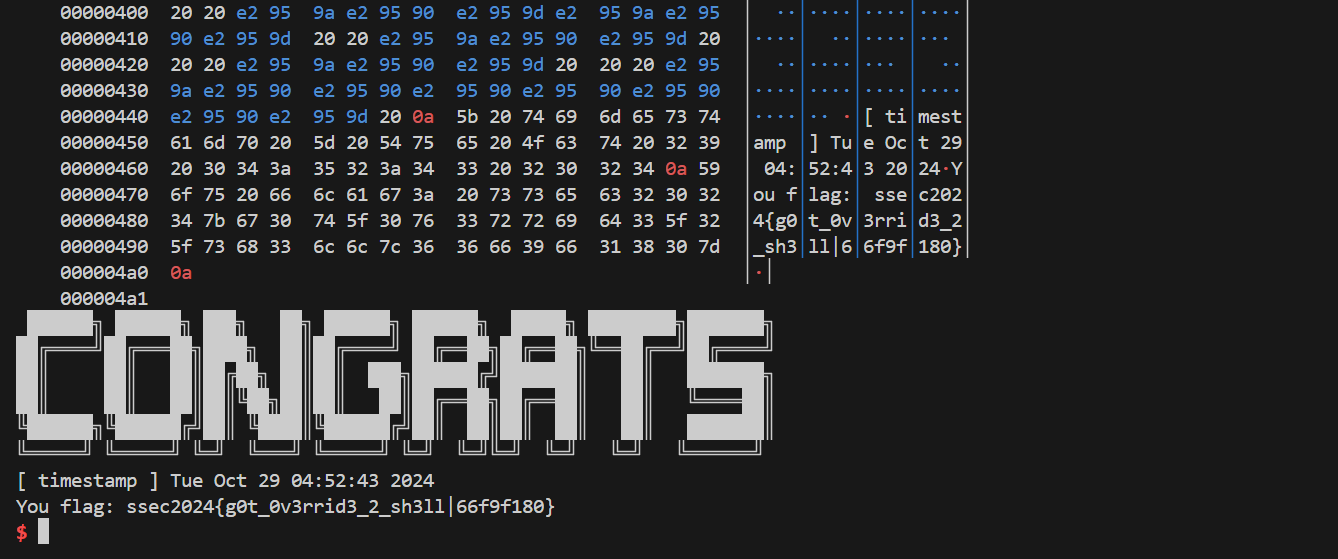 00000400  20 20 e2 95  9a e2 95 90  e2 95 9d e2  95 9a e2 95  │  ··│····│····│····│
00000410  90 e2 95 9d  20 20 e2 95  9a e2 95 90  e2 95 9d 20  │····│  ··│····│··· │
00000420  20 20 e2 95  9a e2 95 90  e2 95 9d 20  20 20 e2 95  │  ··│····│··· │  ··│
00000430  9a e2 95 90  e2 95 90 e2  95 90 e2 95  90 e2 95 90  │····│····│····│····│
00000440  e2 95 90 e2  95 9d 20 0a  5b 20 74 69  6d 65 73 74  │····│·· ·│[ ti│mest│
00000450  61 6d 70 20  5d 20 54 75  65 20 4f 63  74 20 32 39  │amp │] Tu│e Oc│t 29│
00000460  20 30 34 3a  35 32 3a 34  33 20 32 30  32 34 0a 59  │ 04:│52:4│3 20│24·Y│
00000470  6f 75 20 66  6c 61 67 3a  20 73 73 65  63 32 30 32  │ou f│lag:│ sse│c202│
00000480  34 7b 67 30  74 5f 30 76  33 72 72 69  64 33 5f 32  │4{g0│t_0v│3rri│d3_2│
00000490  5f 73 68 33  6c 6c 7c 36  36 66 39 66  31 38 30 7d  │_sh3│ll|6│6f9f│180}│
000004a0  0a  │·│
000004a1
CONGRATS
[ timestamp ] Tue Oct 29 04:52:43 2024
You flag: ssec2024{g0t_0v3rrid3_2_sh3ll|66f9f180}
$